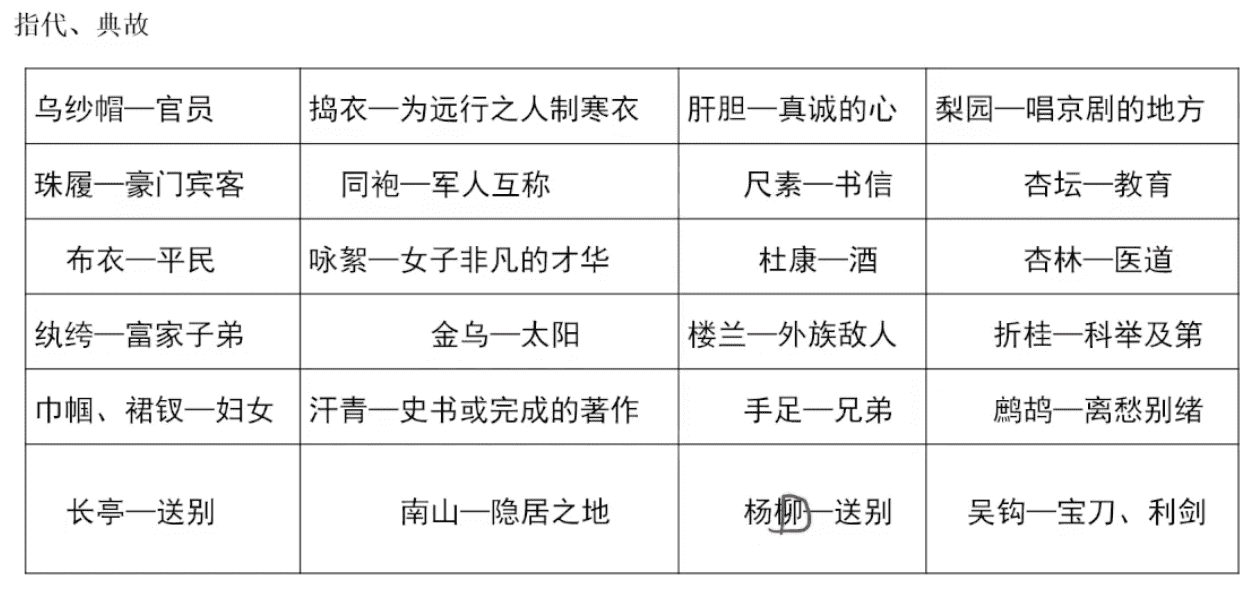 指代、典故
乌纱帽—官员 捣衣—为远行之人制寒衣 肝胆—真诚的心 梨园—唱京剧的地方
珠履—豪门宾客 同袍—军人互称 尺素—书信 杏坛—教育
布衣—平民 咏絮—女子非凡的才华 杜康—酒 杏林—医道
纨绔—富家子弟 金乌—太阳 楼兰—外族敌人 折桂—科举及第
巾帼、裙钗—妇女 汗青—史书或完成的著作 手足—兄弟 鹧鸪—离愁别绪
长亭—送别 南山—隐居之地 杨柳—送别 吴钩—宝刀、利剑